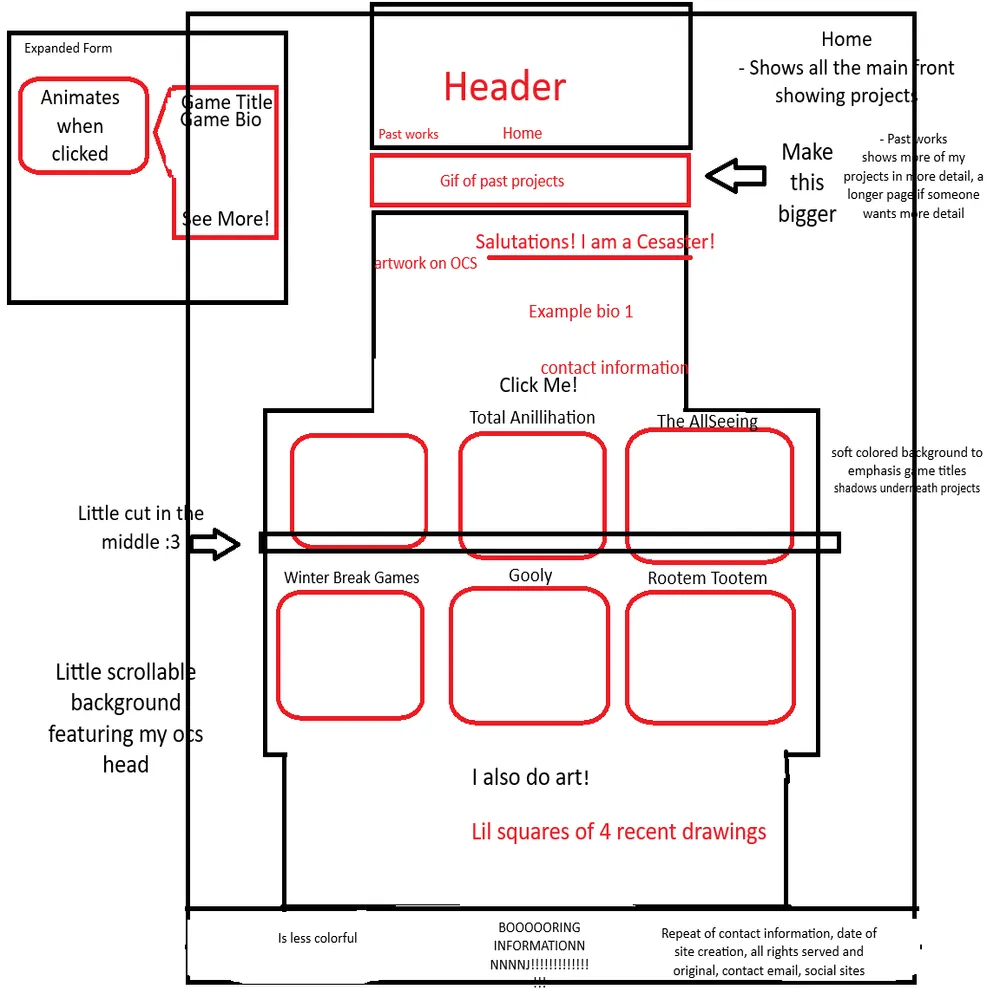 Expanded Form
Animates
when
clicked
Game Title
Game Bio
See More!
Header
Past works
Home
Gif of past projects
Home
- Shows all the main front
showing projects
Make
this
bigger
- Past works
shows more of my
projects in more detail, a
longer page if someone
wants more detail
Salutations! I am a Cesaster!
artwork on OCS
Example bio 1
contact information
Click Me!
Total Anillihation
The AllSeeing
soft colored background to
emphasis game titles
shadows underneath projects
Little cut in the
middle :3
Winter Break Games
Gooly
Rootem Tootem
Little scrollable
background
featuring my ocs
head
I also do art!
Lil squares of 4 recent drawings
Is less colorful
BOOOOORING
INFORMATIONN
NNNNJ!!!!!!!!!!!!!
!!!
Repeat of contact information, date of
site creation, all rights served and
original, contact email, social sites